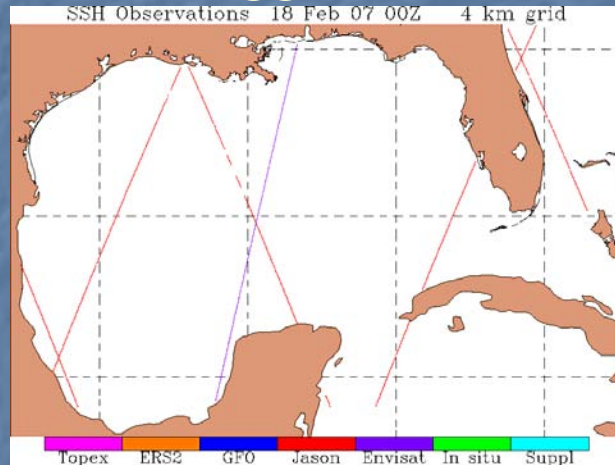 SSH Observations 18 Feb 07 00Z 4 km grid
Topex ERS2 GFO Jason Envisat In situ Suppl